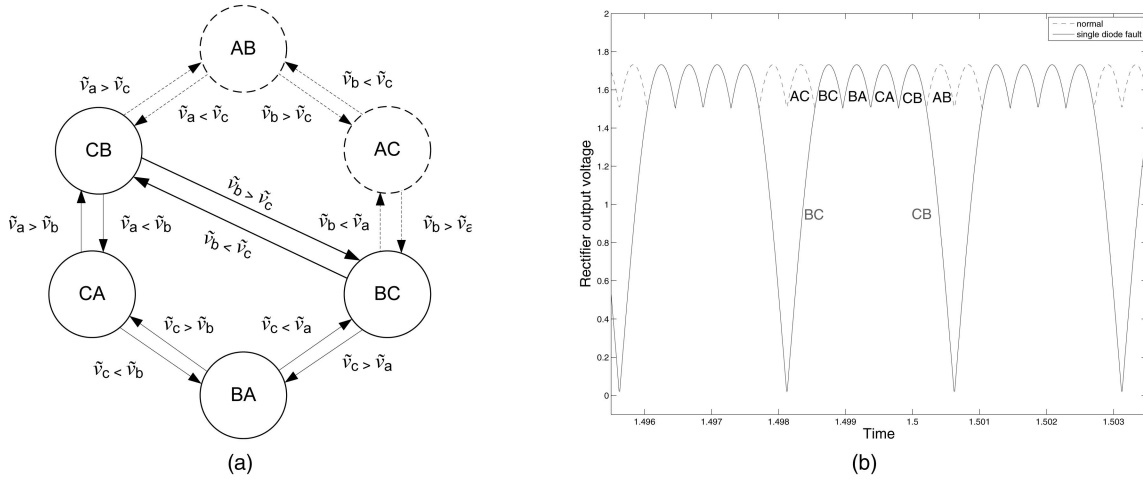 AB
ṽa > ṽc
ṽa < ṽc
ṽb < ṽc
ṽb > ṽc
CB
AC
ṽb > ṽc
ṽb < ṽc
ṽa > ṽb
ṽa < ṽb
ṽb < ṽa
ṽb > ṽa
CA
BC
ṽc > ṽb
ṽc < ṽb
ṽc < ṽa
ṽc > ṽa
BA
(a)
normal
single diode fault
Rectifier output voltage
2
1.8
1.6
1.4
1.2
1
0.8
0.6
0.4
0.2
0
AC BC BA CA CB AB
BC CB
1.496 1.497 1.498 1.499 1.5 1.501 1.502 1.503
Time
(b)